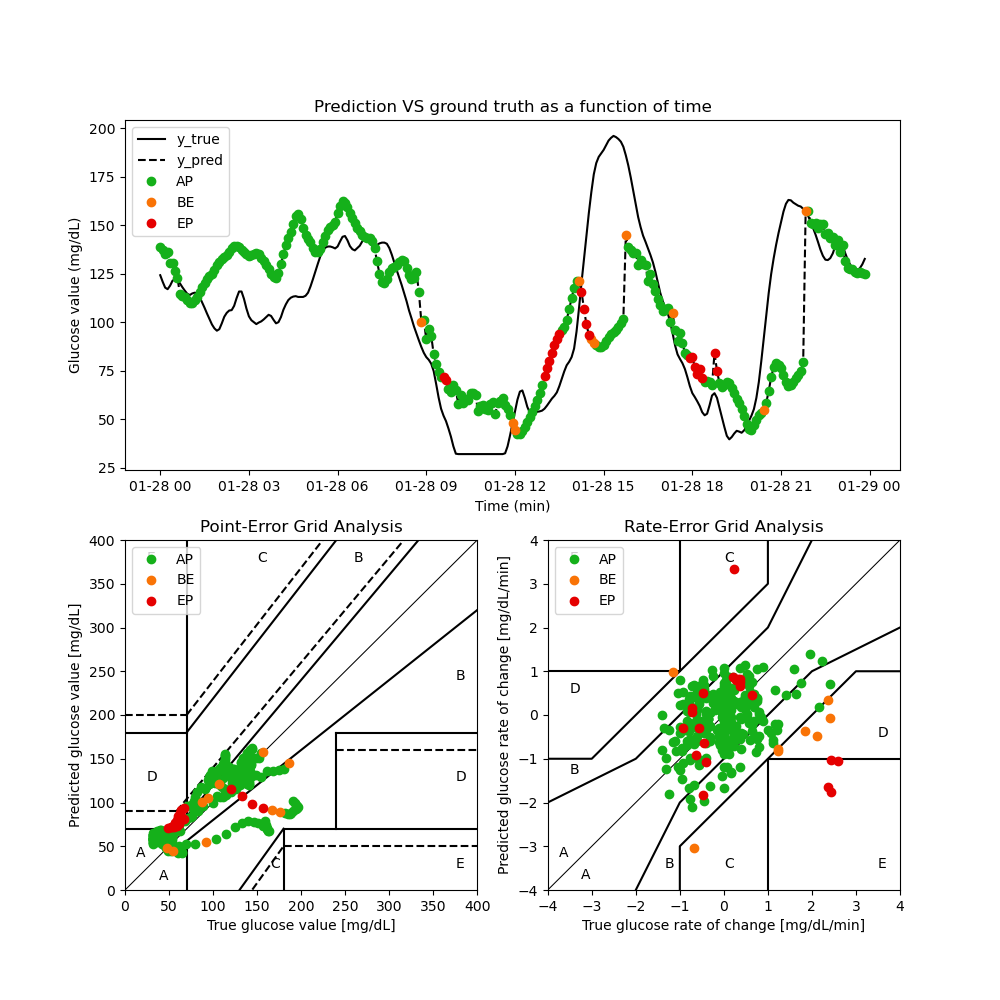 Prediction VS ground truth as a function of time
Glucose value (mg/dL)
200
175
150
125
100
75
50
25
y_true
y_pred
AP
BE
EP
01-28 00 01-28 03 01-28 06 01-28 09 01-28 12 01-28 15 01-28 18 01-28 21 01-29 00
Time (min)
Point-Error Grid Analysis
Predicted glucose value [mg/dL]
400
350
300
250
200
150
100
50
0
AP
BE
EP
C B
B
D D
A
A
C E
0 50 100 150 200 250 300 350 400
True glucose value [mg/dL]
Rate-Error Grid Analysis
Predicted glucose rate of change [mg/dL/min]
4
3
2
1
0
−1
−2
−3
−4
AP
BE
EP
C
D
D
B
A
A
B C E
−4 −3 −2 −1 0 1 2 3 4
True glucose rate of change [mg/dL/min]